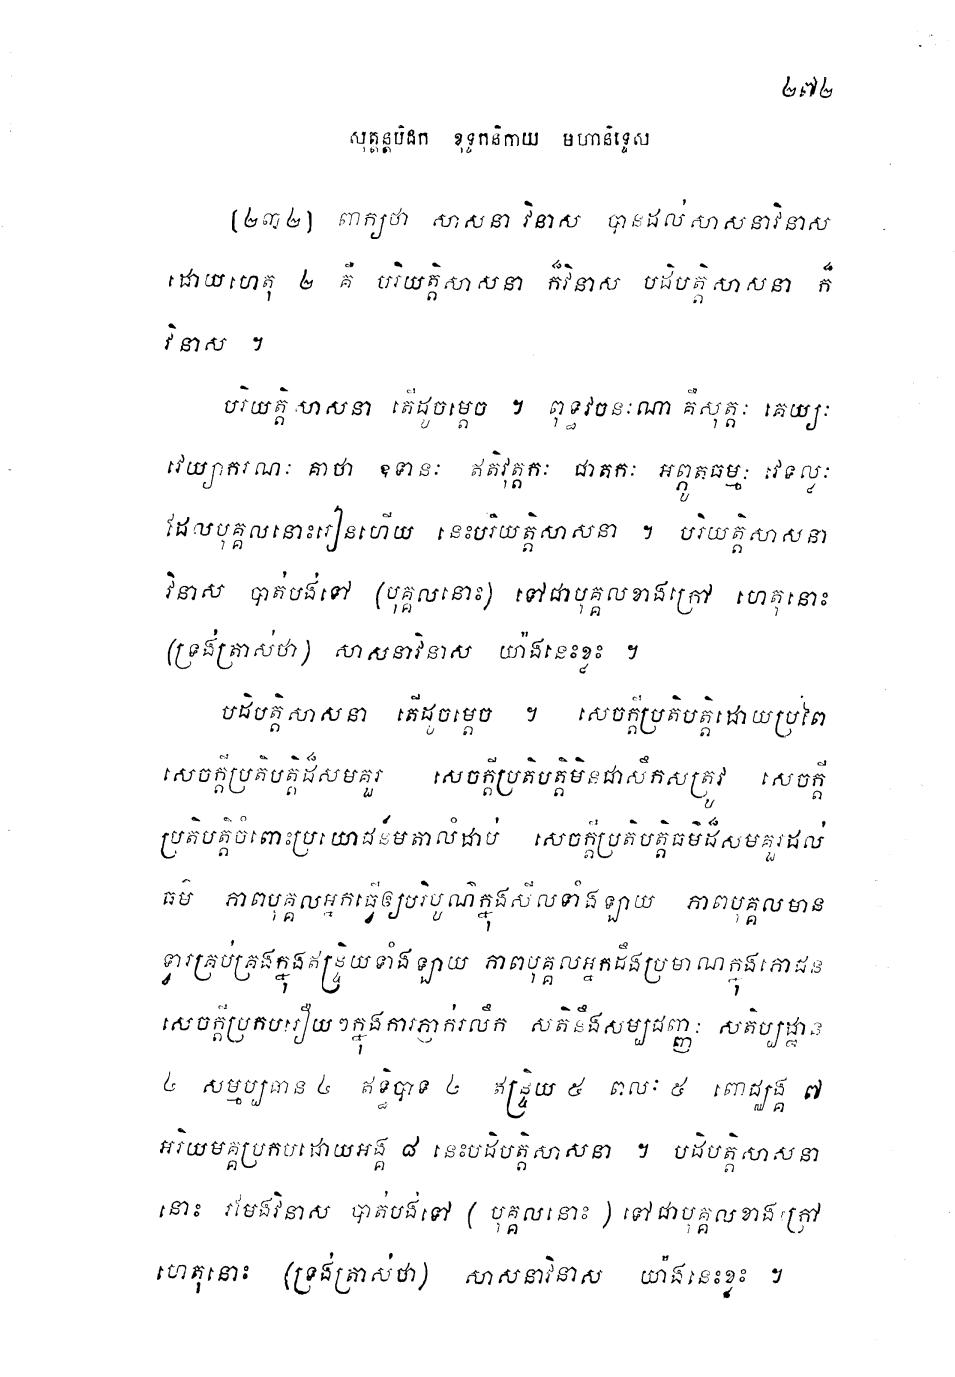 ២៧២
សុត្តន្តបិដក ខុទ្ទកនិកាយ មហានិទ្ទេស
(២៣២) ពាក្យថា សាសនាវិនាស បានដល់សាសនាវិនាស
ដោយហេតុ ២ គឺ បរិយត្តិសាសនា ក៏វិនាស បដិបត្តិសាសនា ក៏
វិនាស ។
បរិយត្តិសាសនា តើដូចម្តេច ។ ពុទ្ធវចនៈណា គឺសុត្តៈ គេយ្យៈ
វេយ្យាករណៈ គាថា ឧទានៈ ឥតិវុត្តកៈ ជាតកៈ អព្ភូតធម្មៈ វេទល្លៈ
ដែលបុគ្គលនោះរៀនហើយ នេះបរិយត្តិសាសនា ។ បរិយត្តិសាសនា
វិនាស បាត់បង់ទៅ (បុគ្គលនោះ) ទៅជាបុគ្គលខាងក្រៅ ហេតុនោះ
(ទ្រង់ត្រាស់ថា) សាសនាវិនាស យ៉ាងនេះខ្លះ ។
បដិបត្តិសាសនា តើដូចម្តេច ។ សេចក្តីប្រតិបត្តិដោយប្រពៃ
សេចក្តីប្រតិបត្តិដ៏សមគួរ សេចក្តីប្រតិបត្តិមិនជាសឹកសត្រូវ សេចក្តី
ប្រតិបត្តិចំពោះប្រយោជន៍មតាលំដាប់ សេចក្តីប្រតិបត្តិធម៌ដ៏សមគួរដល់
ធម៌ ភាពបុគ្គលអ្នកធ្វើឲ្យបរិបូណ៌ក្នុងសីលទាំងឡាយ ភាពបុគ្គលមាន
ទ្វារគ្រប់គ្រងក្នុងឥន្ទ្រិយទាំងឡាយ ភាពបុគ្គលអ្នកដឹងប្រមាណក្នុងភោជន
សេចក្តីប្រកបរឿយៗក្នុងការភ្ញាក់រលឹក សតិនឹងសម្បជញ្ញៈ សតិប្បដ្ឋាន
៤ សម្មប្បធាន ៤ ឥទ្ធិបាទ ៤ ឥន្ទ្រិយ ៥ ពលៈ ៥ ពោជ្ឈង្គ ៧
អរិយមគ្គប្រកបដោយអង្គ ៨ នេះបដិបត្តិសាសនា ។ បដិបត្តិសាសនា
នោះ រមែងវិនាស បាត់បង់ទៅ ( បុគ្គលនោះ ) ទៅជាបុគ្គលខាងក្រៅ
ហេតុនោះ (ទ្រង់ត្រាស់ថា) សាសនាវិនាស យ៉ាងនេះខ្លះ ។